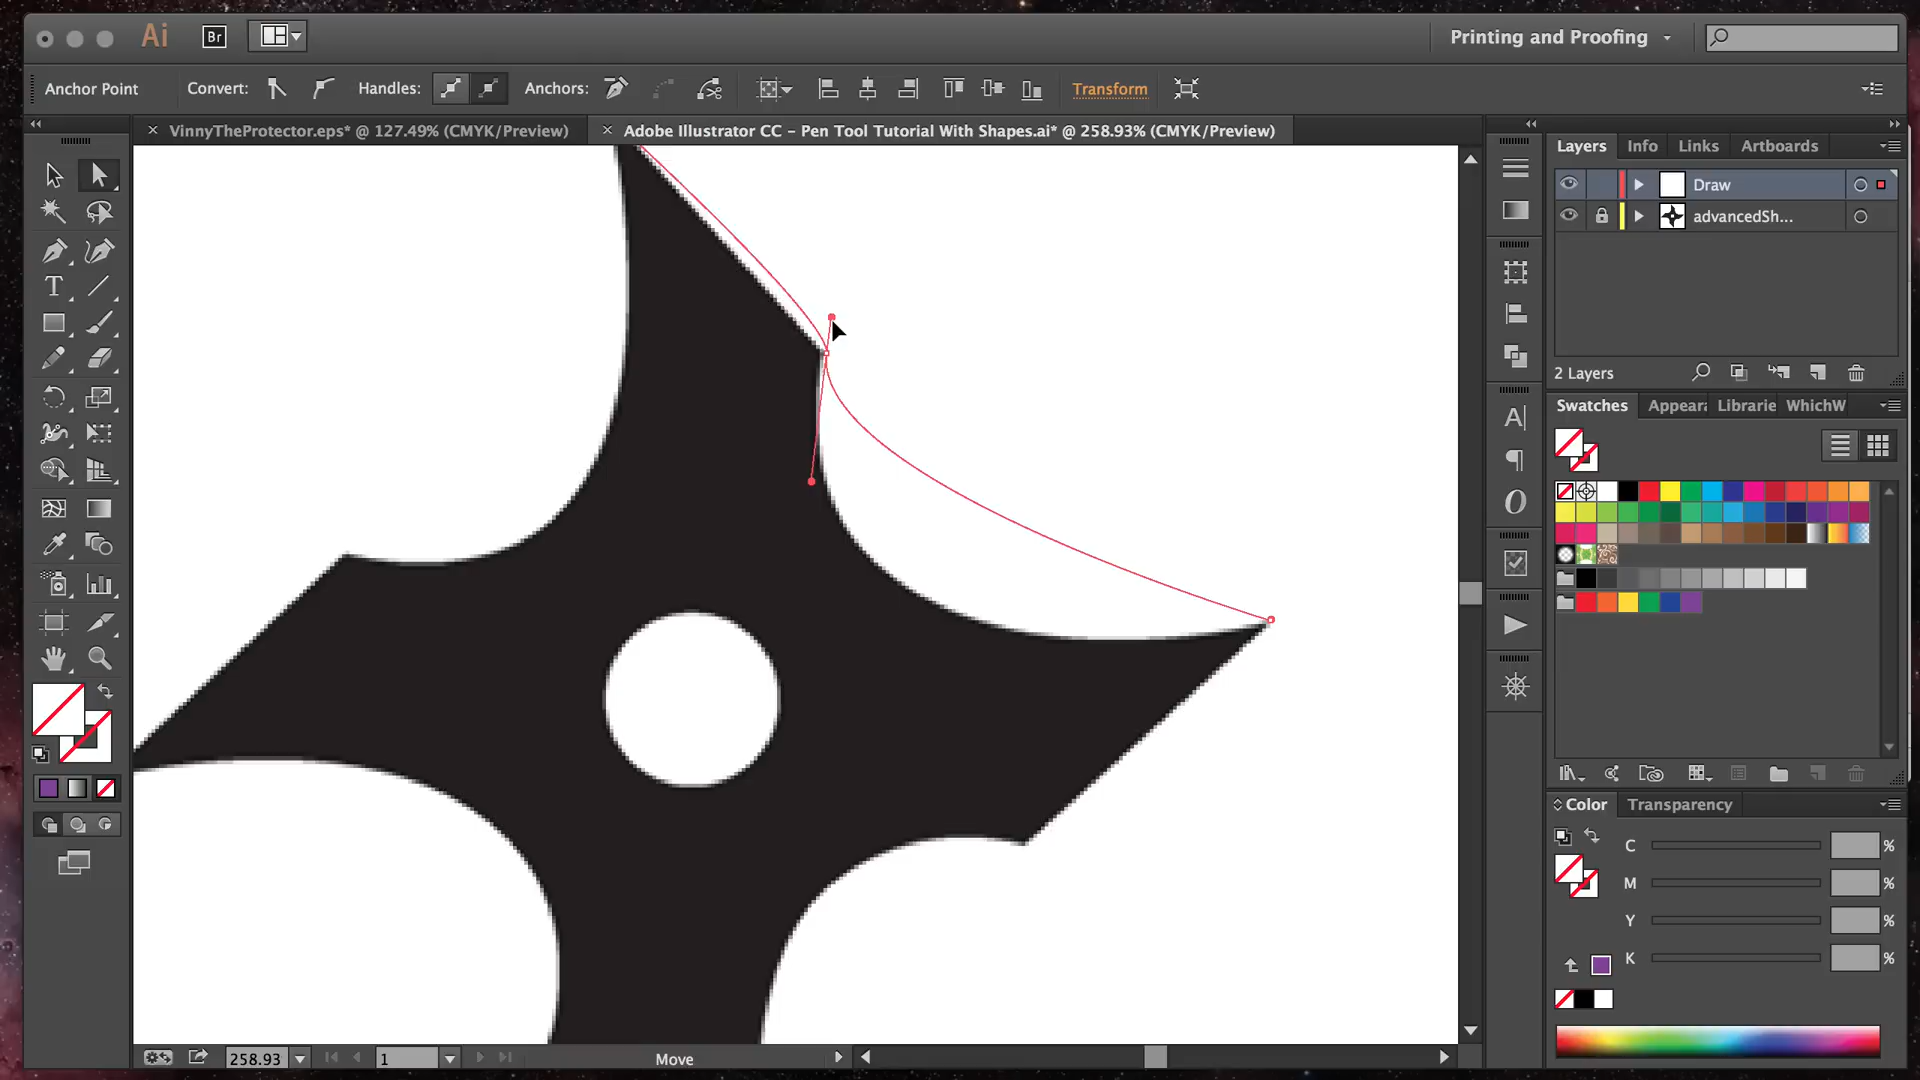 Ai Br Printing and Proofing
Anchor Point Convert: Handles: Anchors: Transform
× VinnyTheProtector.eps* @ 127.49% (CMYK/Preview) × Adobe Illustrator CC - Pen Tool Tutorial With Shapes.ai* @ 258.93% (CMYK/Preview)
Layers Info Links Artboards
Draw
advancedSh...
2 Layers
Swatches Appear Librarie WhichW
Color Transparency
C %
M %
Y %
K %
258.93 1 Move